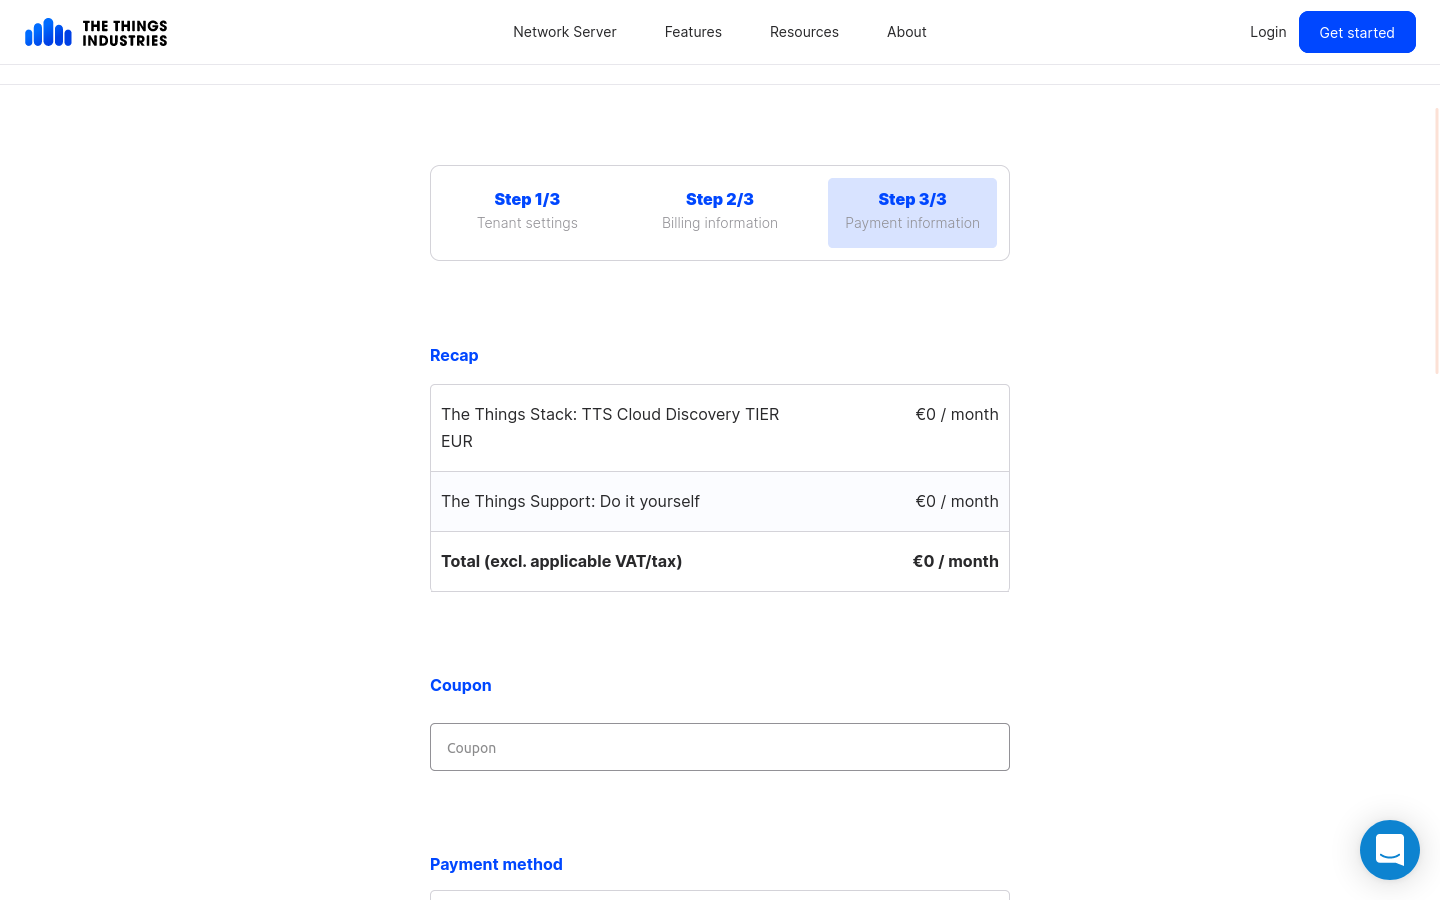 THE THINGS
INDUSTRIES
Network Server
Features
Resources
About
Login
Get started
Step 1/3
Tenant settings
Step 2/3
Billing information
Step 3/3
Payment information
Recap
The Things Stack: TTS Cloud Discovery TIER
EUR
€0 / month
The Things Support: Do it yourself
€0 / month
Total (excl. applicable VAT/tax)
€0 / month
Coupon
Coupon
Payment method